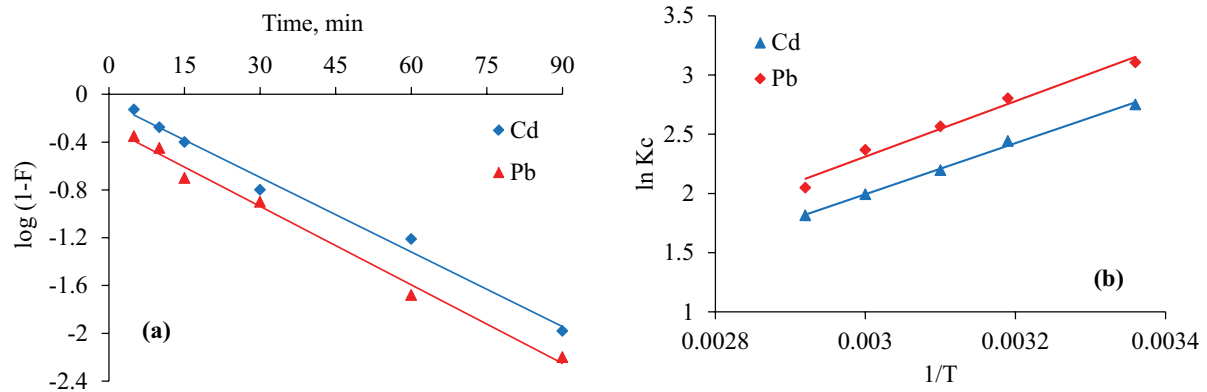 Time, min
0 15 30 45 60 75 90
0
-0.4
-0.8
-1.2
-1.6
-2
-2.4
log (1-F)
Cd
Pb
(a)
3.5
3
2.5
2
1.5
1
ln Kc
Cd
Pb
(b)
0.0028 0.003 0.0032 0.0034
1/T